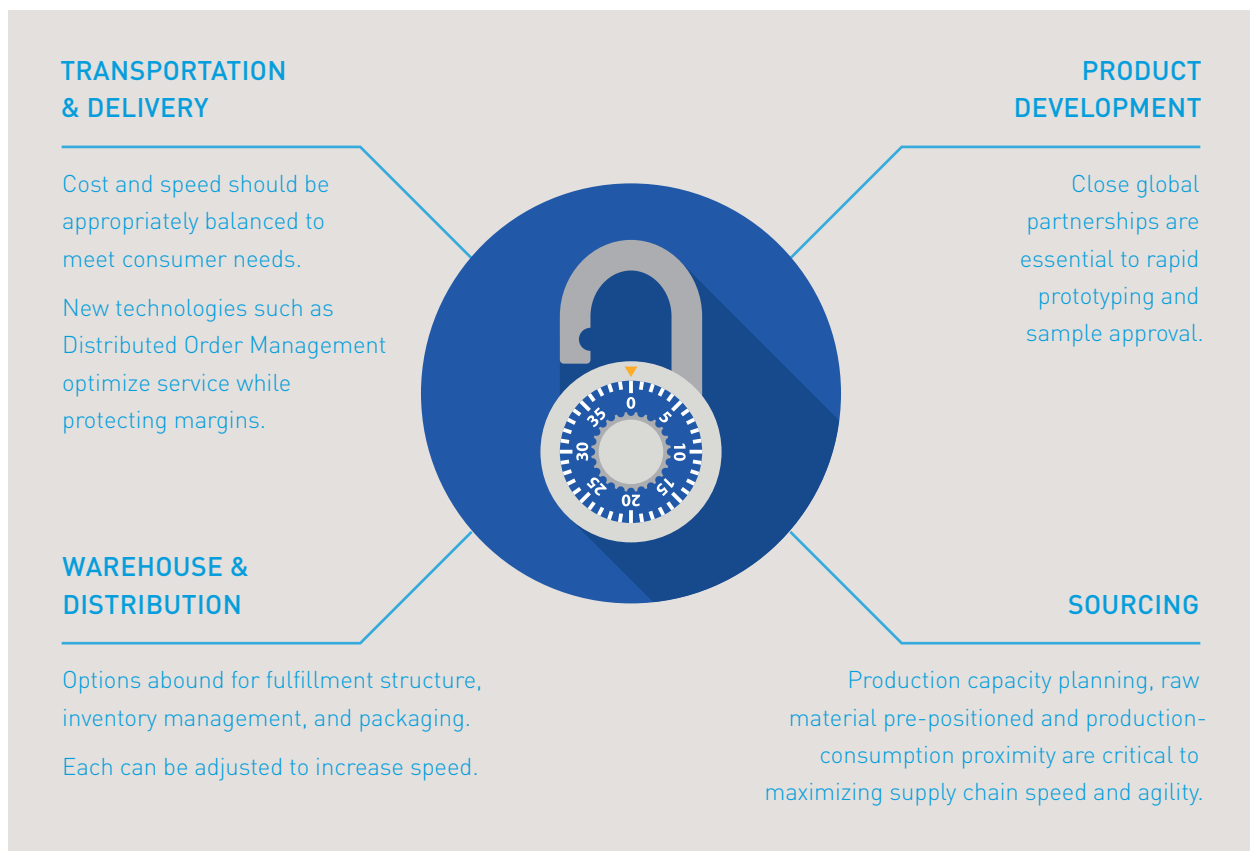 TRANSPORTATION
& DELIVERY
Cost and speed should be
appropriately balanced to
meet consumer needs.
New technologies such as
Distributed Order Management
optimize service while
protecting margins.
PRODUCT
DEVELOPMENT
Close global
partnerships are
essential to rapid
prototyping and
sample approval.
0
5
10
15
20
25
30
35
WAREHOUSE &
DISTRIBUTION
Options abound for fulfillment structure,
inventory management, and packaging.
Each can be adjusted to increase speed.
SOURCING
Production capacity planning, raw
material pre-positioned and production-
consumption proximity are critical to
maximizing supply chain speed and agility.